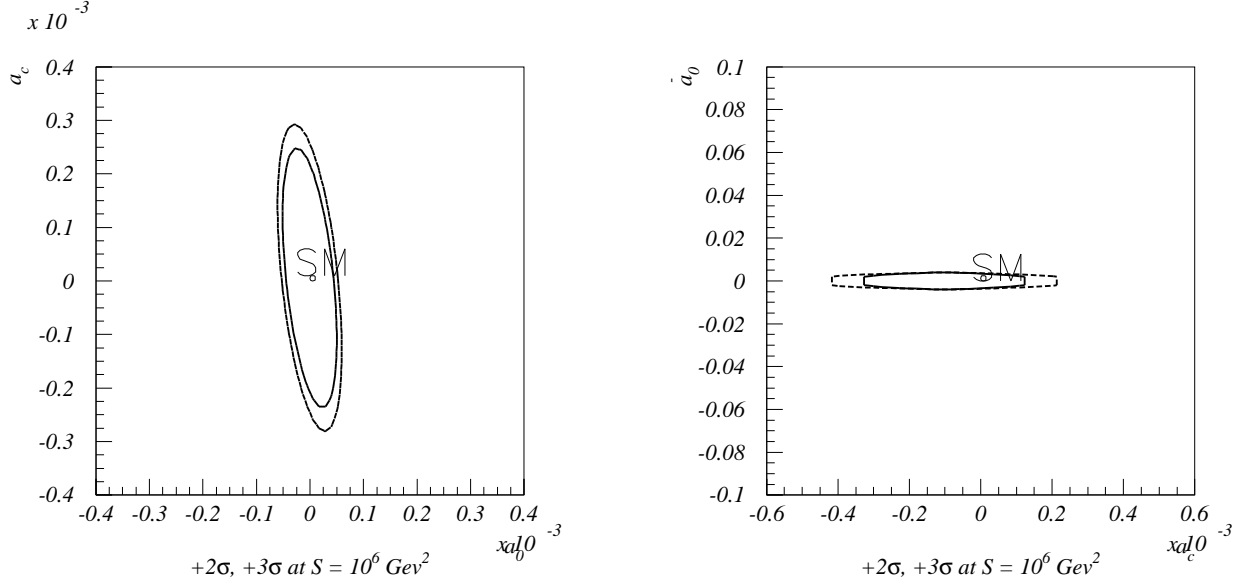 x 10 -3
a_c
0.4
0.3
0.2
0.1
0
-0.1
-0.2
-0.3
-0.4
SM
-0.4 -0.3 -0.2 -0.1 0 0.1 0.2 0.3 0.4
x 10 -3
a_0
+2σ, +3σ at S = 10^6 Gev^2
ã_0
0.1
0.08
0.06
0.04
0.02
0
-0.02
-0.04
-0.06
-0.08
-0.1
SM
-0.6 -0.4 -0.2 0 0.2 0.4 0.6
x 10 -3
a_c
+2σ, +3σ at S = 10^6 Gev^2